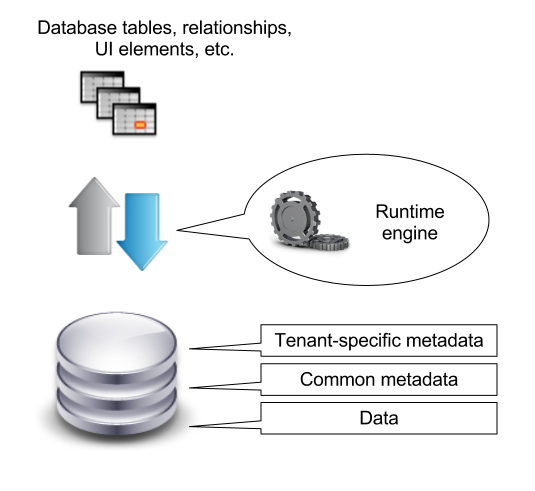 Database tables, relationships,
UI elements, etc.
Runtime
engine
Tenant-specific metadata
Common metadata
Data